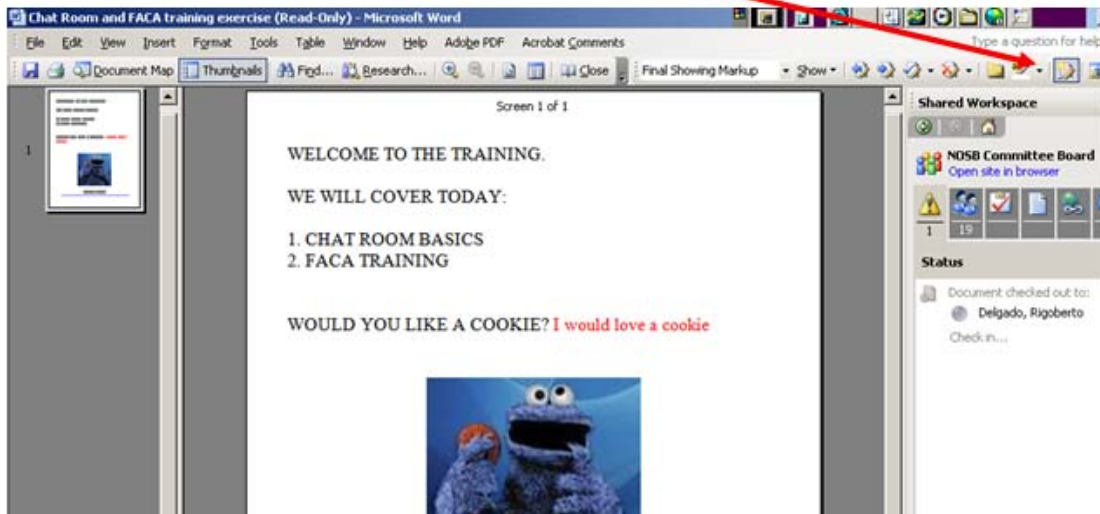 Chat Room and FACA training exercise (Read-Only) - Microsoft Word
File Edit View Insert Format Tools Table Window Help Adobe PDF Acrobat Comments Type a question for help
Document Map Thumbnails Find... Research... Close Final Showing Markup Show
Screen 1 of 1
1
WELCOME TO THE TRAINING.
WE WILL COVER TODAY:
1. CHAT ROOM BASICS
2. FACA TRAINING
WOULD YOU LIKE A COOKIE? I would love a cookie
Shared Workspace
NOSB Committee Board
Open site in browser
1 19
Status
Document checked out to:
Delgado, Rigoberto
Check in...